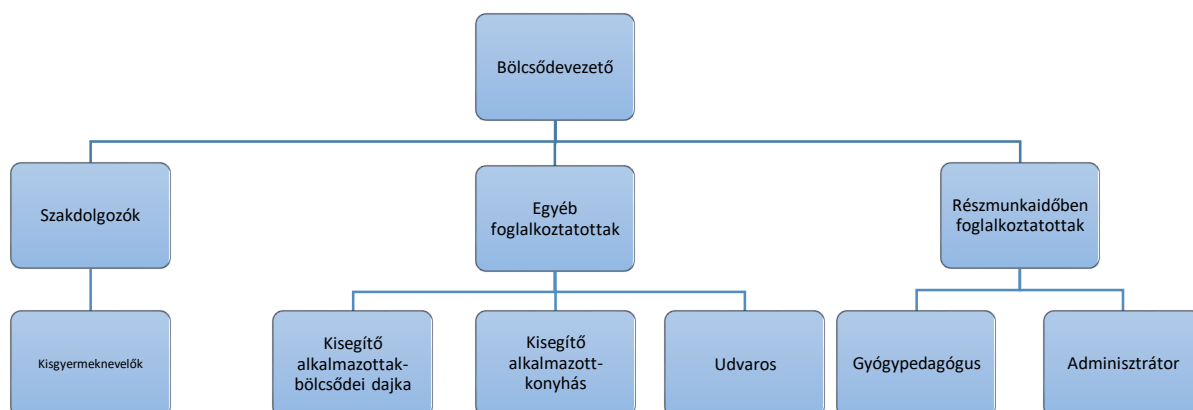 Bölcsődevezető
Szakdolgozók
Egyéb
foglalkoztatottak
Részmunkaidőben
foglalkoztatottak
Kisgyermeknevelők
Kisegítő
alkalmazottak-
bölcsődei dajka
Kisegítő
alkalmazott-
konyhás
Udvaros
Gyógypedagógus
Adminisztrátor